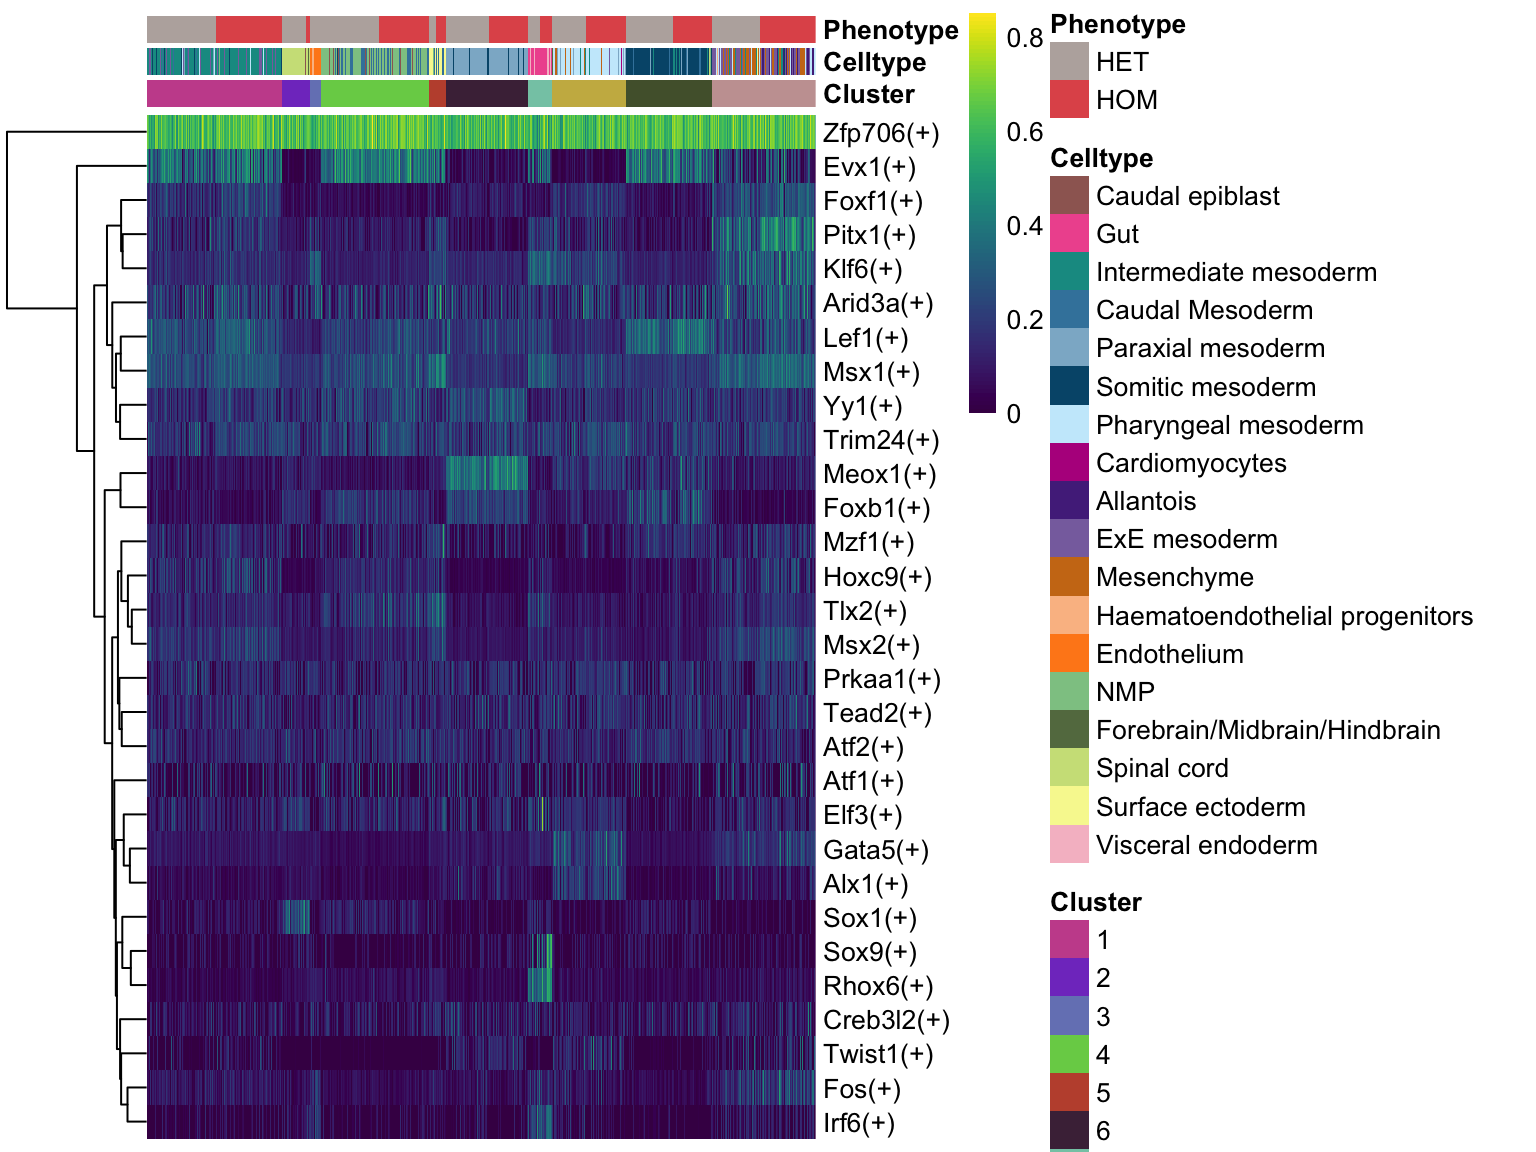 Phenotype
Celltype
Cluster
Zfp706(+)
Evx1(+)
Foxf1(+)
Pitx1(+)
Klf6(+)
Arid3a(+)
Lef1(+)
Msx1(+)
Yy1(+)
Trim24(+)
Meox1(+)
Foxb1(+)
Mzf1(+)
Hoxc9(+)
Tlx2(+)
Msx2(+)
Prkaa1(+)
Tead2(+)
Atf2(+)
Atf1(+)
Elf3(+)
Gata5(+)
Alx1(+)
Sox1(+)
Sox9(+)
Rhox6(+)
Creb3l2(+)
Twist1(+)
Fos(+)
Irf6(+)
0.8
0.6
0.4
0.2
0
Phenotype
HET
HOM
Celltype
Caudal epiblast
Gut
Intermediate mesoderm
Caudal Mesoderm
Paraxial mesoderm
Somitic mesoderm
Pharyngeal mesoderm
Cardiomyocytes
Allantois
ExE mesoderm
Mesenchyme
Haematoendothelial progenitors
Endothelium
NMP
Forebrain/Midbrain/Hindbrain
Spinal cord
Surface ectoderm
Visceral endoderm
Cluster
1
2
3
4
5
6